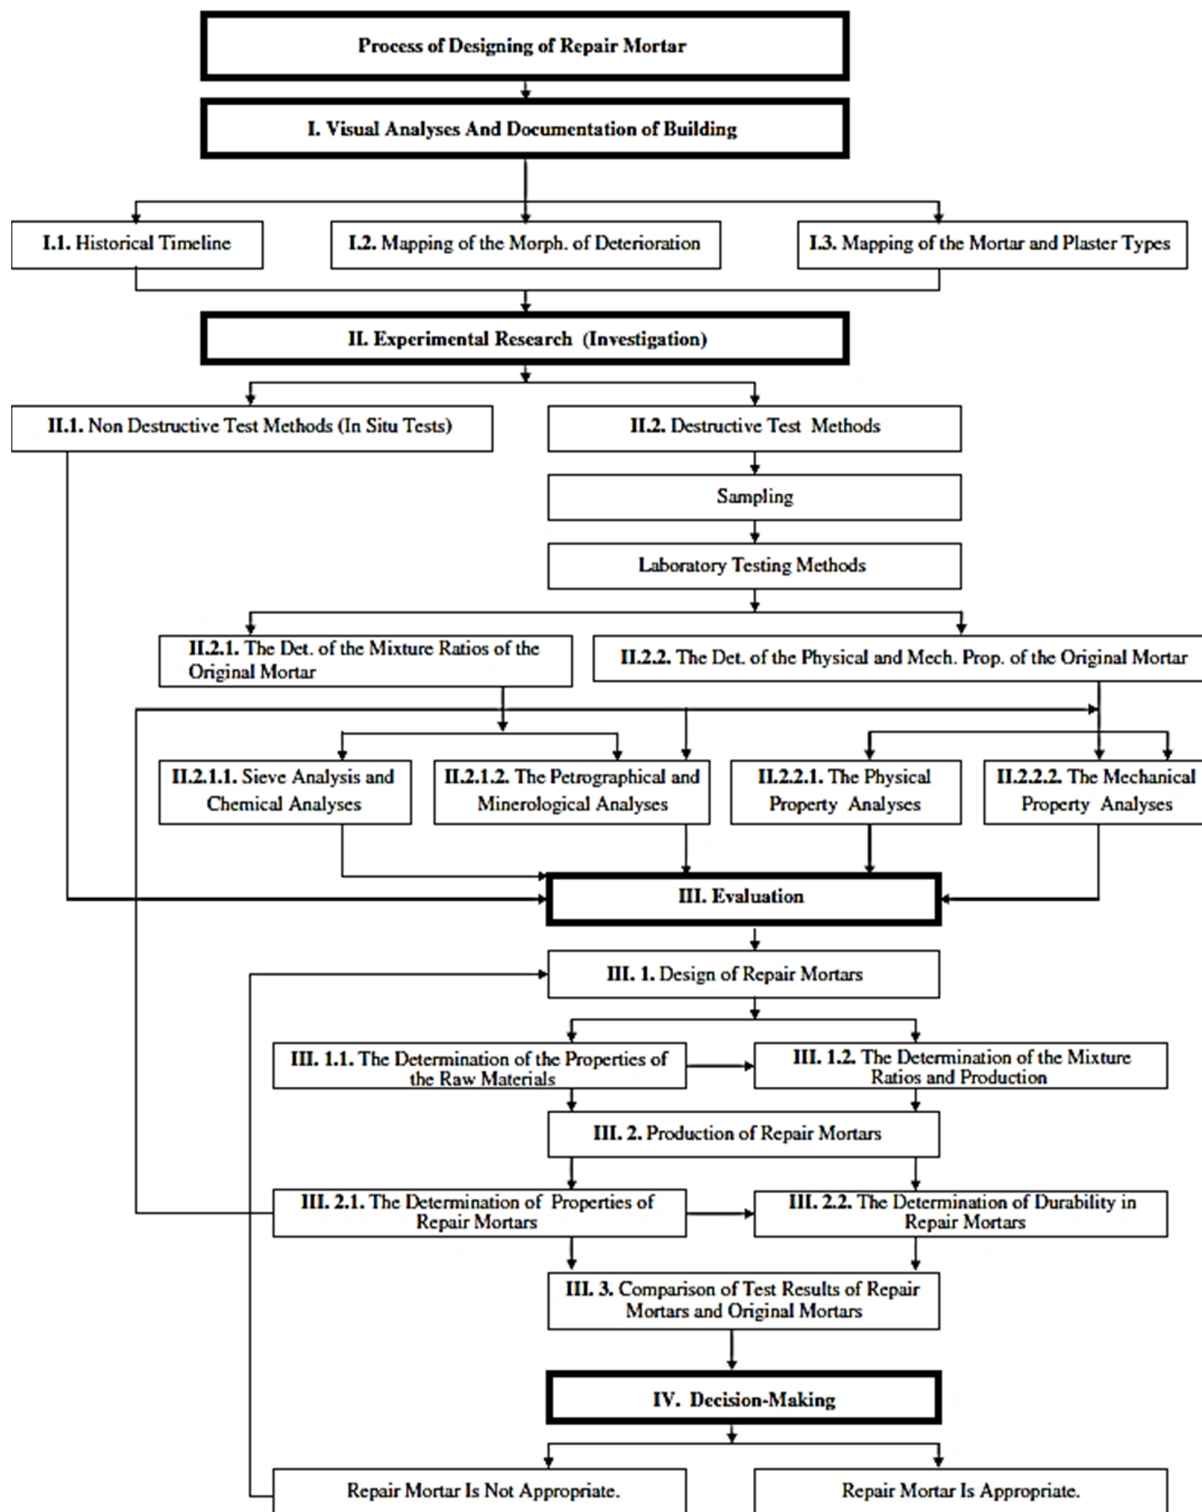 Process of Designing of Repair Mortar
I. Visual Analyses And Documentation of Building
I.1. Historical Timeline
I.2. Mapping of the Morph. of Deterioration
I.3. Mapping of the Mortar and Plaster Types
II. Experimental Research (Investigation)
II.1. Non Destructive Test Methods (In Situ Tests)
II.2. Destructive Test Methods
Sampling
Laboratory Testing Methods
II.2.1. The Det. of the Mixture Ratios of the
Original Mortar
II.2.2. The Det. of the Physical and Mech. Prop. of the Original Mortar
II.2.1.1. Sieve Analysis and
Chemical Analyses
II.2.1.2. The Petrographical and
Minerological Analyses
II.2.2.1. The Physical
Property Analyses
II.2.2.2. The Mechanical
Property Analyses
III. Evaluation
III. 1. Design of Repair Mortars
III. 1.1. The Determination of the Properties of
the Raw Materials
III. 1.2. The Determination of the Mixture
Ratios and Production
III. 2. Production of Repair Mortars
III. 2.1. The Determination of Properties of
Repair Mortars
III. 2.2. The Determination of Durability in
Repair Mortars
III. 3. Comparison of Test Results of Repair
Mortars and Original Mortars
IV. Decision-Making
Repair Mortar Is Not Appropriate.
Repair Mortar Is Appropriate.